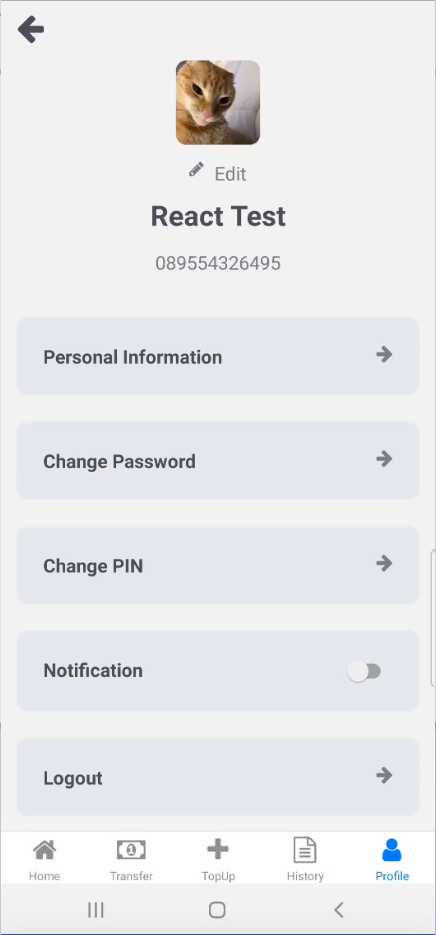 Edit
React Test
089554326495
Personal Information
Change Password
Change PIN
Notification
Logout
Home Transfer TopUp History Profile